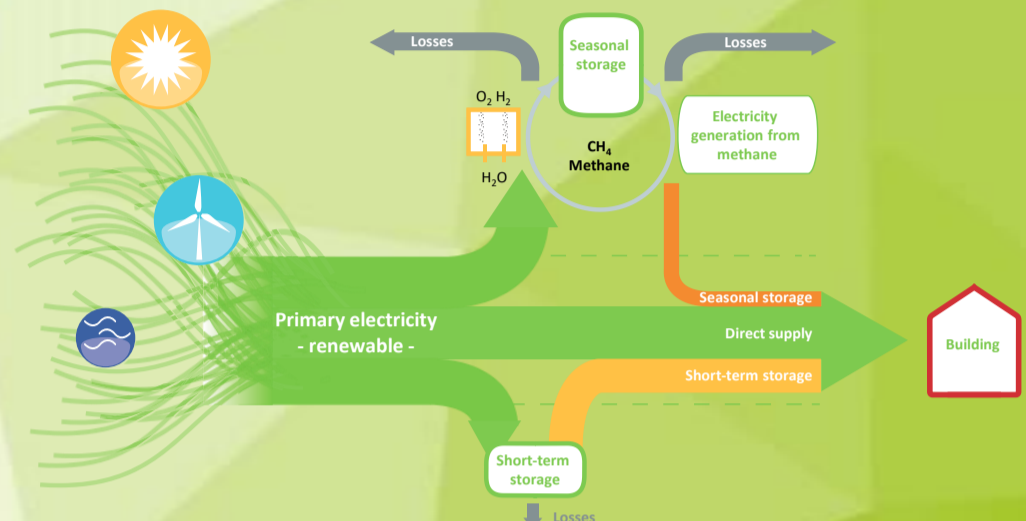 Losses
Seasonal
storage
Losses
O₂ H₂
H₂O
CH₄
Methane
Electricity
generation from
methane
Primary electricity
- renewable -
Seasonal storage
Direct supply
Short-term storage
Building
Short-term
storage
Losses